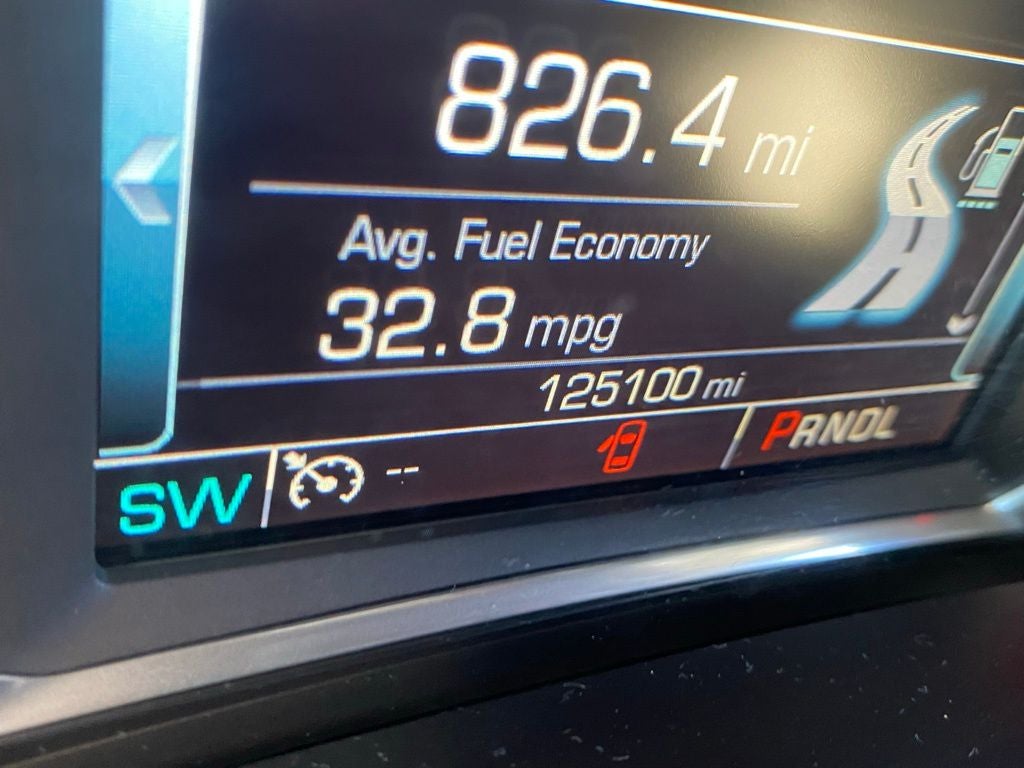 826.4 mi
Avg. Fuel Economy
32.8 mpg
125100 mi
SW -- PRNDL